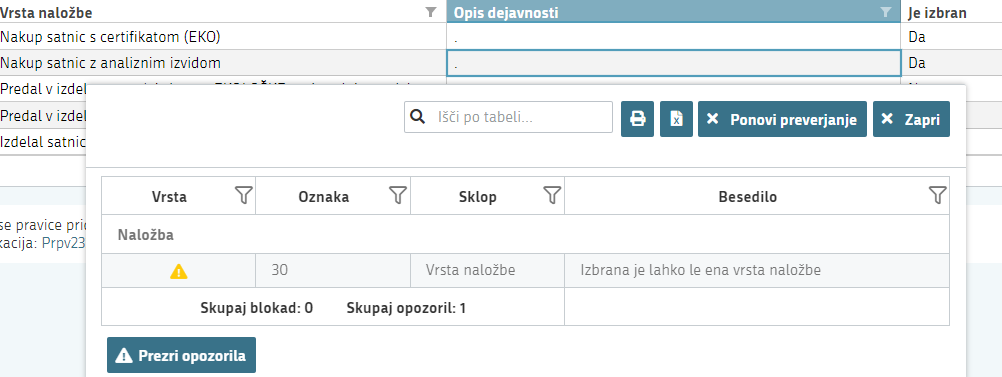 Vrsta naložbe Opis dejavnosti Je izbran
Nakup satnic s certifikatom (EKO) . Da
Nakup satnic z analiznim izvidom . Da
Predal v izdel
Predal v izdel
Izdelal satnic
Išči po tabeli... Ponovi preverjanje Zapri
Vrsta Oznaka Sklop Besedilo
Naložba
30 Vrsta naložbe Izbrana je lahko le ena vrsta naložbe
Skupaj blokad: 0 Skupaj opozoril: 1
Prezri opozorila
se pravice pri
kacija: Prpv23